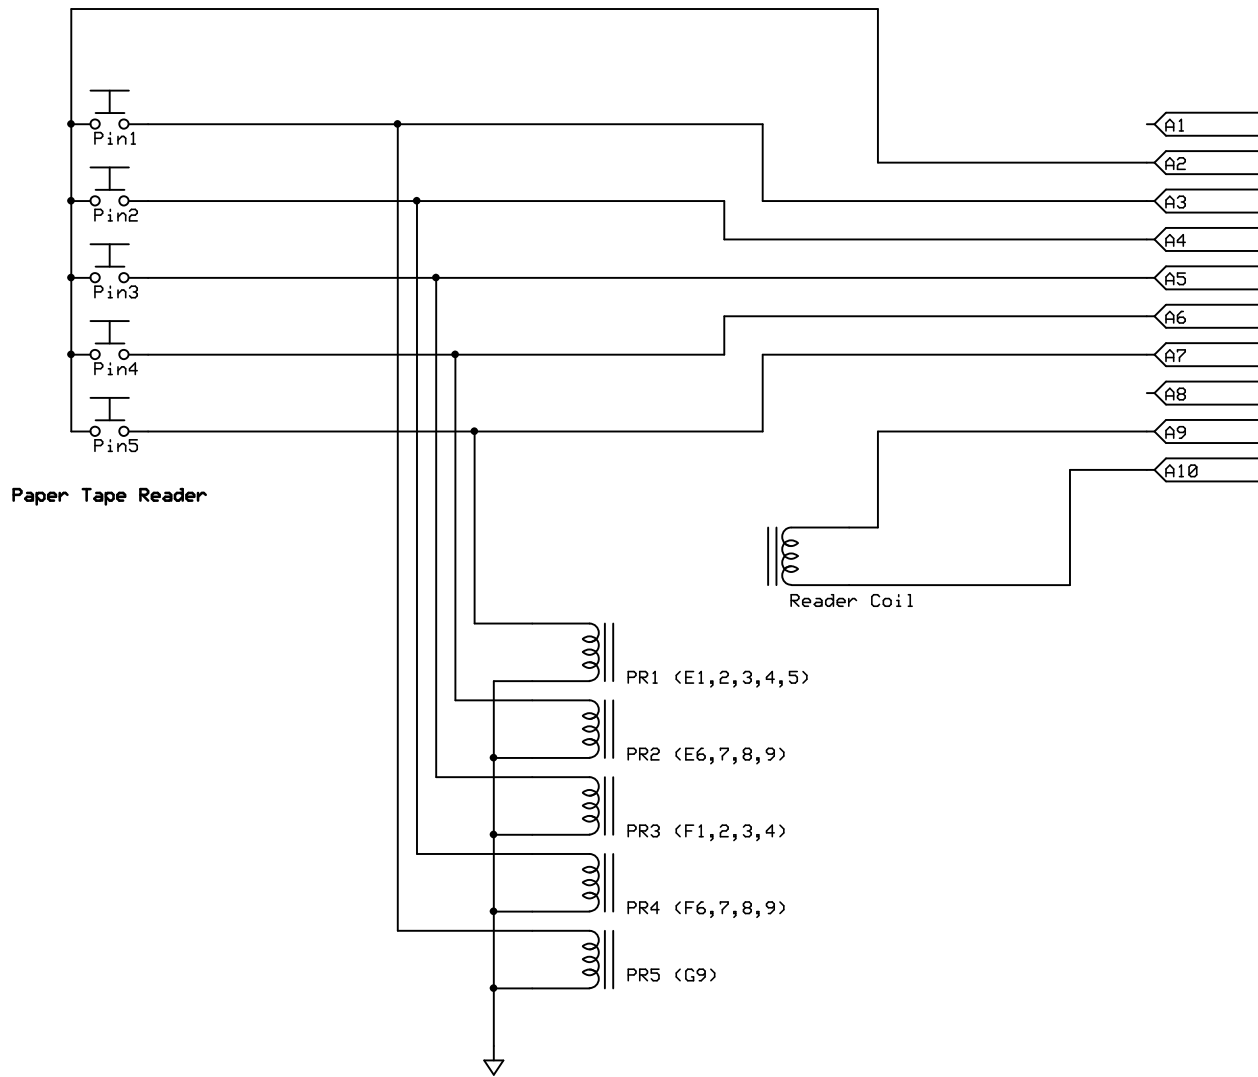 Pin1
Pin2
Pin3
Pin4
Pin5
Paper Tape Reader
A1
A2
A3
A4
A5
A6
A7
A8
A9
A10
Reader Coil
PR1 (E1,2,3,4,5)
PR2 (E6,7,8,9)
PR3 (F1,2,3,4)
PR4 (F6,7,8,9)
PR5 (G9)